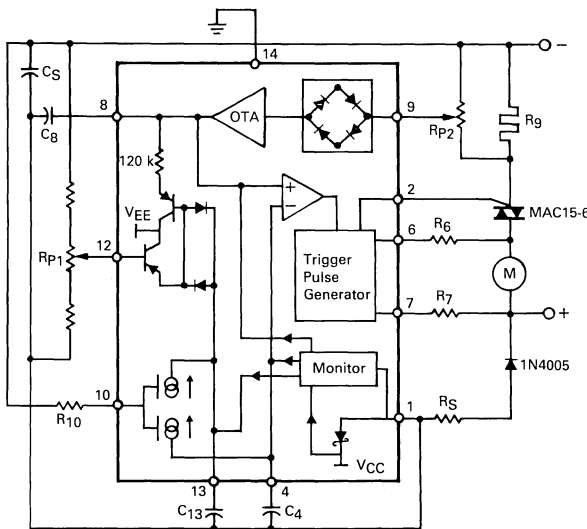 14
−
CS
8
OTA
9
C8
RP2
R9
120 k
+
−
2
MAC15-6
VEE
6
R6
12
Trigger
Pulse
Generator
M
RP1
7
R7
+
Monitor
1N4005
10
1
RS
R10
VCC
13
4
C13
C4